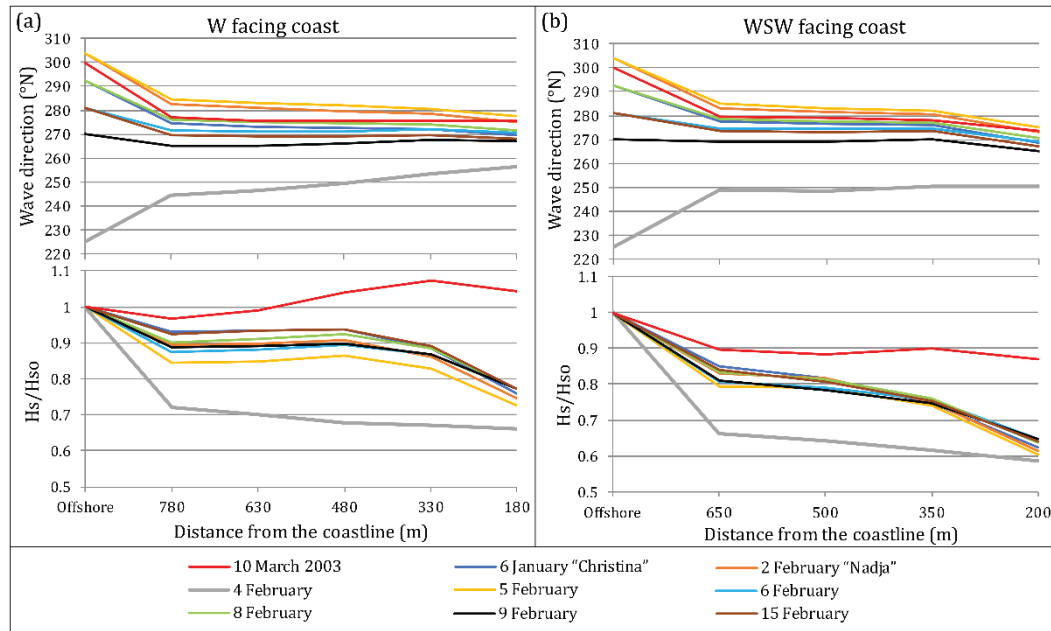 (a)
W facing coast
Wave direction (°N)
310
300
290
280
270
260
250
240
230
220
Hs/Hso
1.1
1
0.9
0.8
0.7
0.6
0.5
Offshore 780 630 480 330 180
Distance from the coastline (m)
(b)
WSW facing coast
Wave direction (°N)
310
300
290
280
270
260
250
240
230
220
Hs/Hso
1.1
1
0.9
0.8
0.7
0.6
0.5
Offshore 650 500 350 200
Distance from the coastline (m)
10 March 2003 6 January “Christina” 2 February “Nadja”
4 February 5 February 6 February
8 February 9 February 15 February